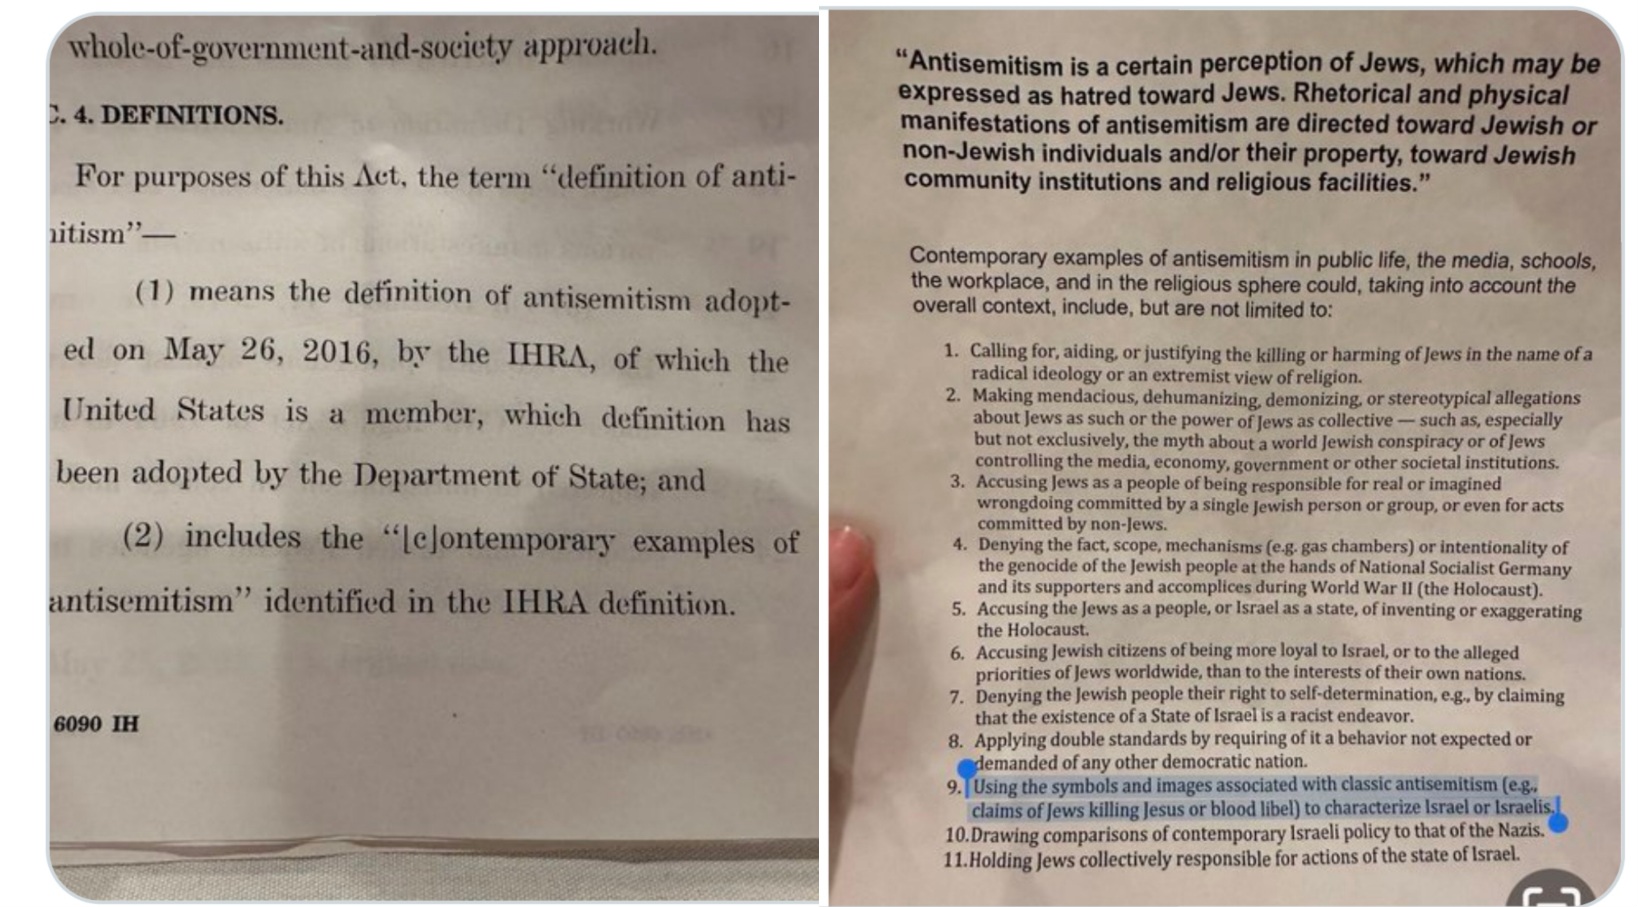 whole-of-government-and-society approach.
C. 4. DEFINITIONS.
For purposes of this Act, the term “definition of anti-
itism”—
(1) means the definition of antisemitism adopt-
ed on May 26, 2016, by the IHRA, of which the
United States is a member, which definition has
been adopted by the Department of State; and
(2) includes the “[c]ontemporary examples of
antisemitism” identified in the IHRA definition.
6090 IH
“Antisemitism is a certain perception of Jews, which may be
expressed as hatred toward Jews. Rhetorical and physical
manifestations of antisemitism are directed toward Jewish or
non-Jewish individuals and/or their property, toward Jewish
community institutions and religious facilities.”
Contemporary examples of antisemitism in public life, the media, schools,
the workplace, and in the religious sphere could, taking into account the
overall context, include, but are not limited to:
1. Calling for, aiding, or justifying the killing or harming of Jews in the name of a
radical ideology or an extremist view of religion.
2. Making mendacious, dehumanizing, demonizing, or stereotypical allegations
about Jews as such or the power of Jews as collective — such as, especially
but not exclusively, the myth about a world Jewish conspiracy or of Jews
controlling the media, economy, government or other societal institutions.
3. Accusing Jews as a people of being responsible for real or imagined
wrongdoing committed by a single Jewish person or group, or even for acts
committed by non-Jews.
4. Denying the fact, scope, mechanisms (e.g. gas chambers) or intentionality of
the genocide of the Jewish people at the hands of National Socialist Germany
and its supporters and accomplices during World War II (the Holocaust).
5. Accusing the Jews as a people, or Israel as a state, of inventing or exaggerating
the Holocaust.
6. Accusing Jewish citizens of being more loyal to Israel, or to the alleged
priorities of Jews worldwide, than to the interests of their own nations.
7. Denying the Jewish people their right to self-determination, e.g., by claiming
that the existence of a State of Israel is a racist endeavor.
8. Applying double standards by requiring of it a behavior not expected or
demanded of any other democratic nation.
9. Using the symbols and images associated with classic antisemitism (e.g.,
claims of Jews killing Jesus or blood libel) to characterize Israel or Israelis.
10. Drawing comparisons of contemporary Israeli policy to that of the Nazis.
11. Holding Jews collectively responsible for actions of the state of Israel.